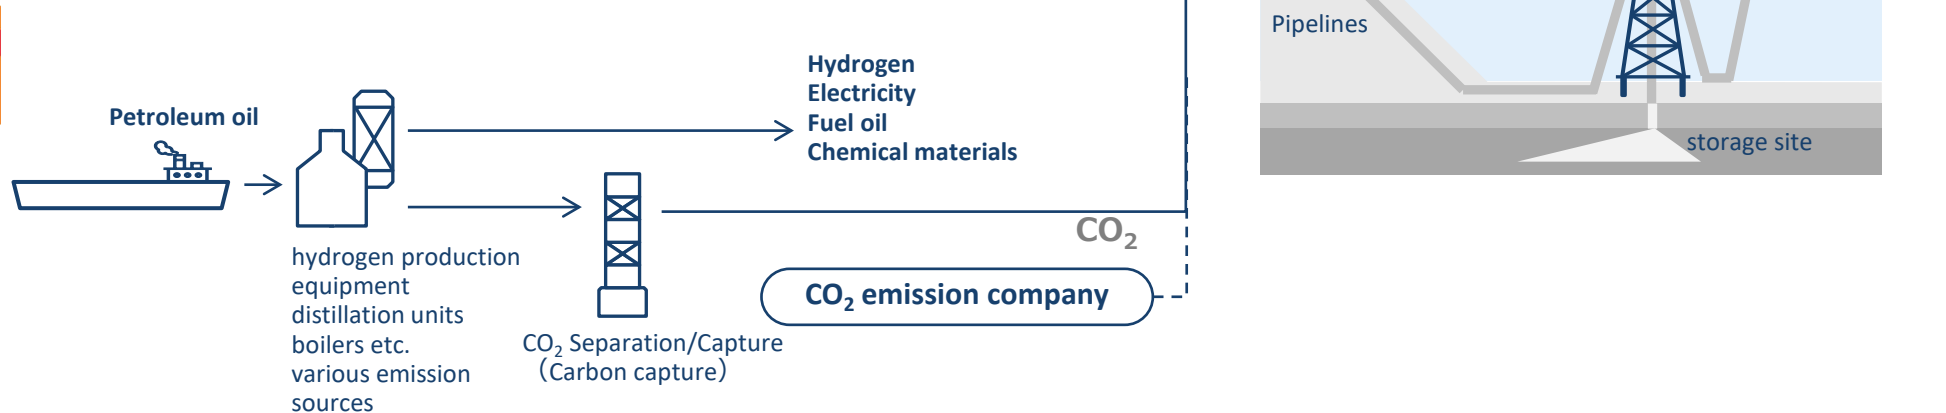 Pipelines
Hydrogen
Electricity
Fuel oil
Chemical materials
Petroleum oil
storage site
CO₂
hydrogen production
equipment
distillation units
boilers etc.
various emission
sources
CO₂ emission company
CO₂ Separation/Capture
（Carbon capture）